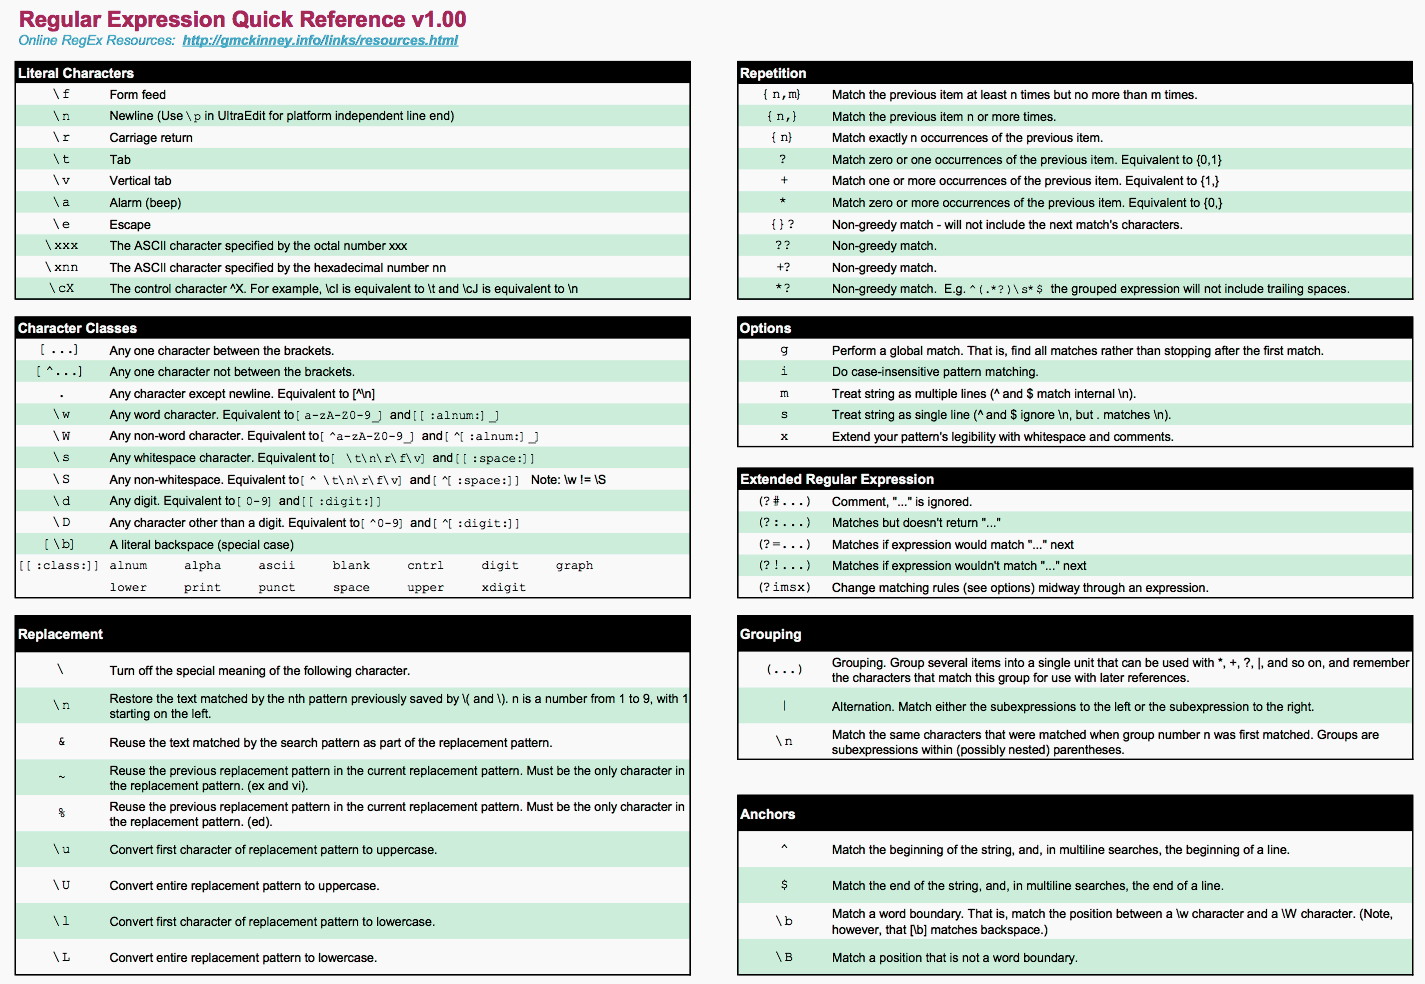 Regular Expression Quick Reference v1.00
Online RegEx Resources: http://gmckinney.info/links/resources.html
Literal Characters
\f Form feed
\n Newline (Use \p in UltraEdit for platform independent line end)
\r Carriage return
\t Tab
\v Vertical tab
\a Alarm (beep)
\e Escape
\xxx The ASCII character specified by the octal number xxx
\xnn The ASCII character specified by the hexadecimal number nn
\cX The control character ^X. For example, \cI is equivalent to \t and \cJ is equivalent to \n
Character Classes
[...] Any one character between the brackets.
[^...] Any one character not between the brackets.
. Any character except newline. Equivalent to [^\n]
\w Any word character. Equivalent to [a-zA-Z0-9_] and [[:alnum:]_]
\W Any non-word character. Equivalent to [^a-zA-Z0-9_] and [^[:alnum:]_]
\s Any whitespace character. Equivalent to [ \t\n\r\f\v] and [[:space:]]
\S Any non-whitespace. Equivalent to [^ \t\n\r\f\v] and [^[:space:]] Note: \w != \S
\d Any digit. Equivalent to [0-9] and [[:digit:]]
\D Any character other than a digit. Equivalent to [^0-9] and [^[:digit:]]
[\b] A literal backspace (special case)
[[:class:]] alnum alpha ascii blank cntrl digit graph
lower print punct space upper xdigit
Replacement
\ Turn off the special meaning of the following character.
\n Restore the text matched by the nth pattern previously saved by \( and \). n is a number from 1 to 9, with 1
starting on the left.
& Reuse the text matched by the search pattern as part of the replacement pattern.
~ Reuse the previous replacement pattern in the current replacement pattern. Must be the only character in
the replacement pattern. (ex and vi).
% Reuse the previous replacement pattern in the current replacement pattern. Must be the only character in
the replacement pattern. (ed).
\u Convert first character of replacement pattern to uppercase.
\U Convert entire replacement pattern to uppercase.
\l Convert first character of replacement pattern to lowercase.
\L Convert entire replacement pattern to lowercase.
Repetition
{n,m} Match the previous item at least n times but no more than m times.
{n,} Match the previous item n or more times.
{n} Match exactly n occurrences of the previous item.
? Match zero or one occurrences of the previous item. Equivalent to {0,1}
+ Match one or more occurrences of the previous item. Equivalent to {1,}
* Match zero or more occurrences of the previous item. Equivalent to {0,}
{}? Non-greedy match - will not include the next match's characters.
?? Non-greedy match.
+? Non-greedy match.
*? Non-greedy match. E.g. ^(.*?)\s*$ the grouped expression will not include trailing spaces.
Options
g Perform a global match. That is, find all matches rather than stopping after the first match.
i Do case-insensitive pattern matching.
m Treat string as multiple lines (^ and $ match internal \n).
s Treat string as single line (^ and $ ignore \n, but . matches \n).
x Extend your pattern's legibility with whitespace and comments.
Extended Regular Expression
(?#...) Comment, "..." is ignored.
(?:...) Matches but doesn't return "..."
(?=...) Matches if expression would match "..." next
(?!...) Matches if expression wouldn't match "..." next
(?imsx) Change matching rules (see options) midway through an expression.
Grouping
(...) Grouping. Group several items into a single unit that can be used with *, +, ?, |, and so on, and remember
the characters that match this group for use with later references.
| Alternation. Match either the subexpressions to the left or the subexpression to the right.
\n Match the same characters that were matched when group number n was first matched. Groups are
subexpressions within (possibly nested) parentheses.
Anchors
^ Match the beginning of the string, and, in multiline searches, the beginning of a line.
$ Match the end of the string, and, in multiline searches, the end of a line.
\b Match a word boundary. That is, match the position between a \w character and a \W character. (Note,
however, that [\b] matches backspace.)
\B Match a position that is not a word boundary.